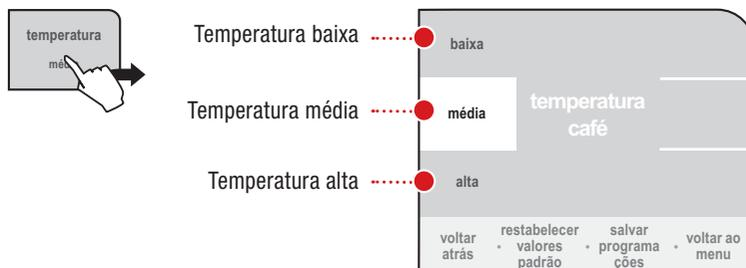 temperatura
méd
Temperatura baixa
Temperatura média
Temperatura alta
baixa
média
alta
temperatura
café
voltar
atrás
restabelecer
valores
padrão
salvar
programa
ções
voltar ao
menu